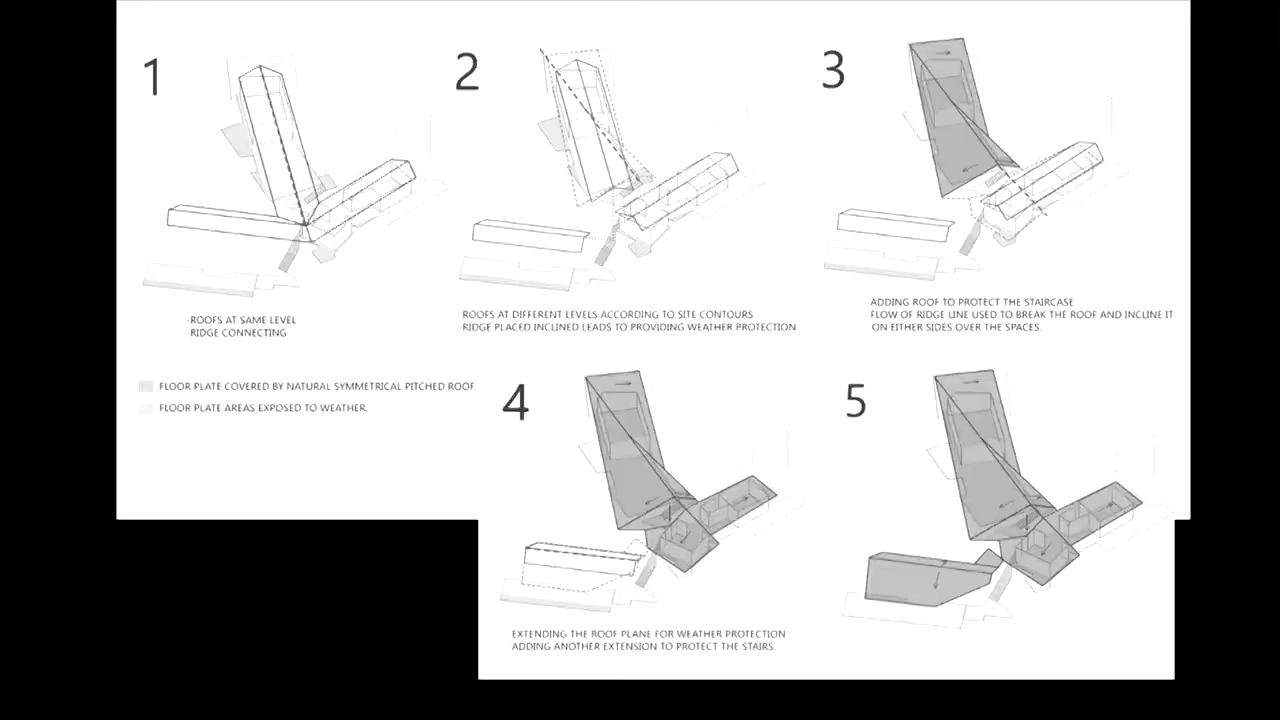 1
-ROOFS AT SAME LEVEL
RIDGE CONNECTING
FLOOR PLATE COVERED BY NATURAL SYMMETRICAL PITCHED ROOF.
FLOOR PLATE AREAS EXPOSED TO WEATHER.
2
-ROOFS AT DIFFERENT LEVELS ACCORDING TO SITE CONTOURS
-RIDGE PLACED INCLINED LEADS TO PROVIDING WEATHER PROTECTION
3
-ADDING ROOF TO PROTECT THE STAIRCASE
-FLOW OF RIDGE LINE USED TO BREAK THE ROOF AND INCLINE IT
ON EITHER SIDES OVER THE SPACES.
4
EXTENDING THE ROOF PLANE FOR WEATHER PROTECTION
ADDING ANOTHER EXTENSION TO PROTECT THE STAIRS.
5